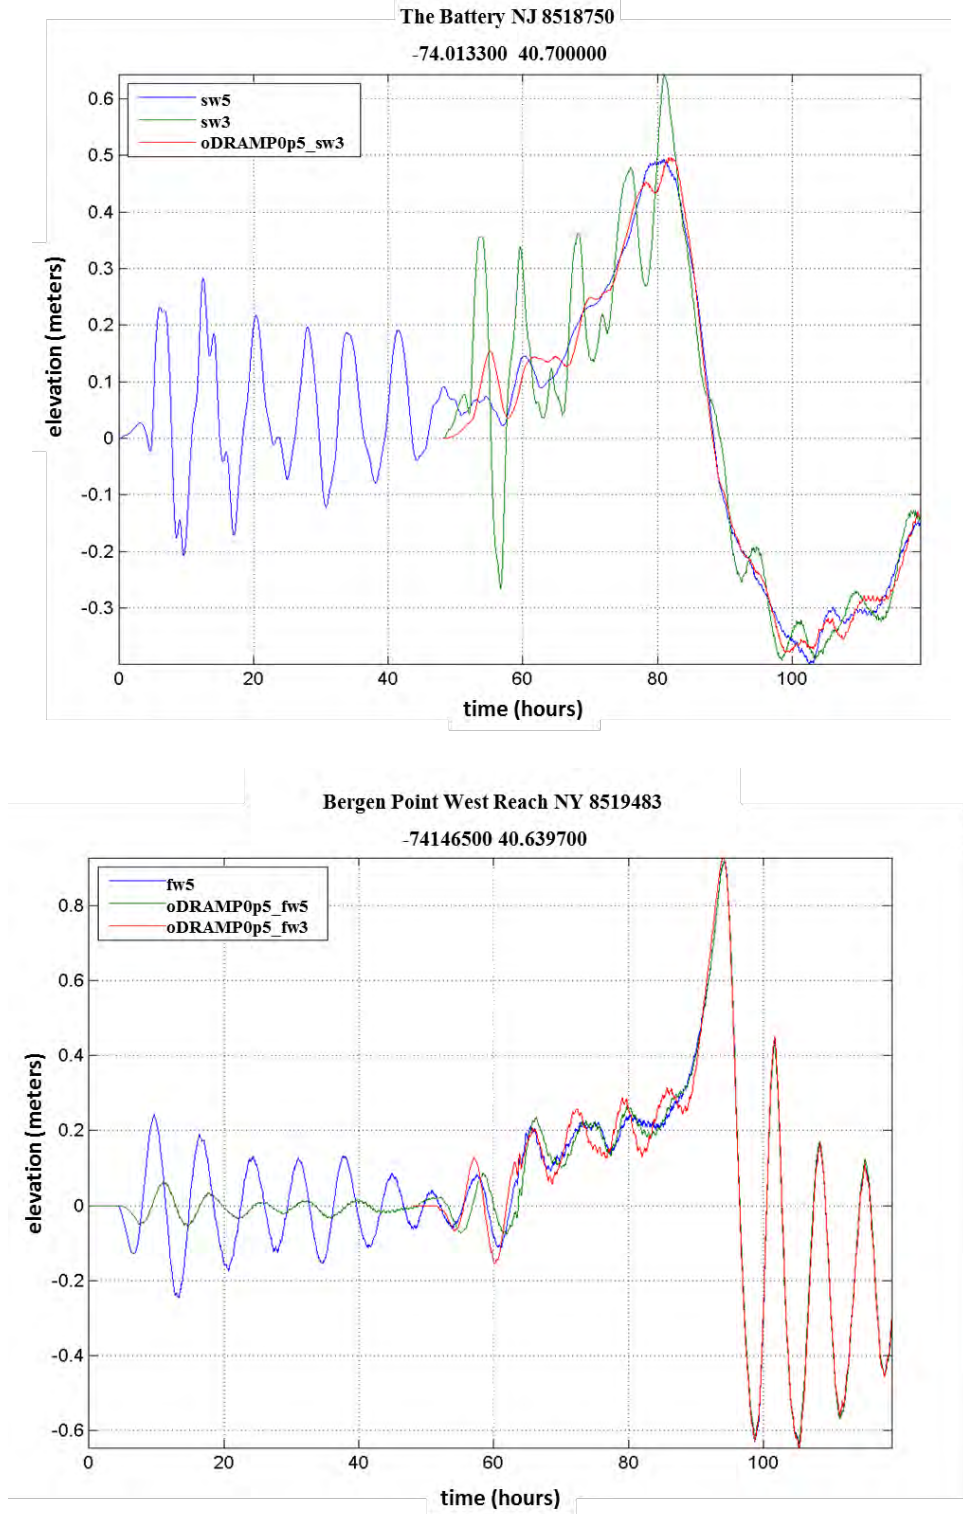 The Battery NJ 8518750
-74.013300 40.700000
sw5
sw3
oDRAMP0p5_sw3
0.6
0.5
0.4
0.3
0.2
0.1
0
-0.1
-0.2
-0.3
elevation (meters)
0 20 40 60 80 100
time (hours)
Bergen Point West Reach NY 8519483
-74146500 40.639700
fw5
oDRAMP0p5_fw5
oDRAMP0p5_fw3
0.8
0.6
0.4
0.2
0
-0.2
-0.4
-0.6
elevation (meters)
0 20 40 60 80 100
time (hours)